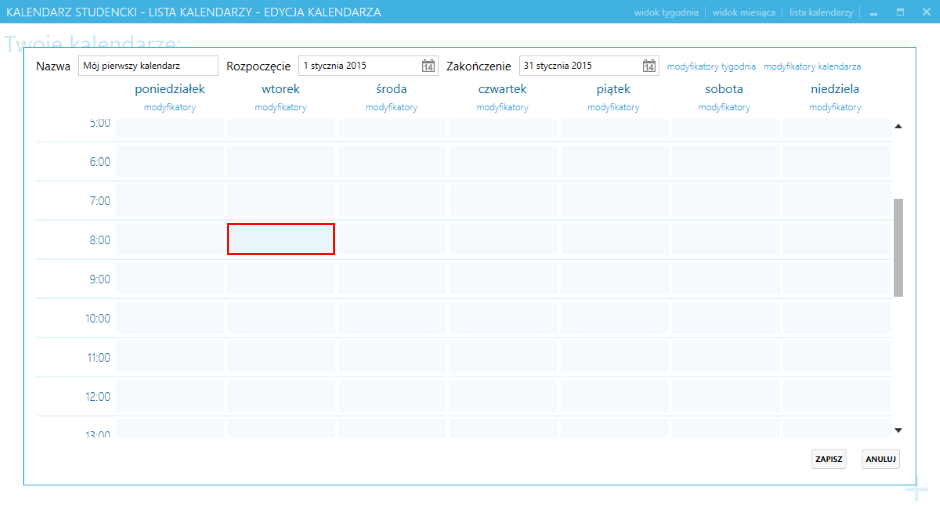 KALENDARZ STUDENCKI - LISTA KALENDARZY - EDYCJA KALENDARZA widok tygodnia widok miesiąca lista kalendarzy
Twoje kalendarze:
Nazwa Mój pierwszy kalendarz Rozpoczęcie 1 stycznia 2015 14 Zakończenie 31 stycznia 2015 14 modyfikatory tygodnia modyfikatory kalendarza
poniedziałek wtorek środa czwartek piątek sobota niedziela
modyfikatory modyfikatory modyfikatory modyfikatory modyfikatory modyfikatory modyfikatory
5:00
6:00
7:00
8:00
9:00
10:00
11:00
12:00
13:00
ZAPISZ ANULUJ